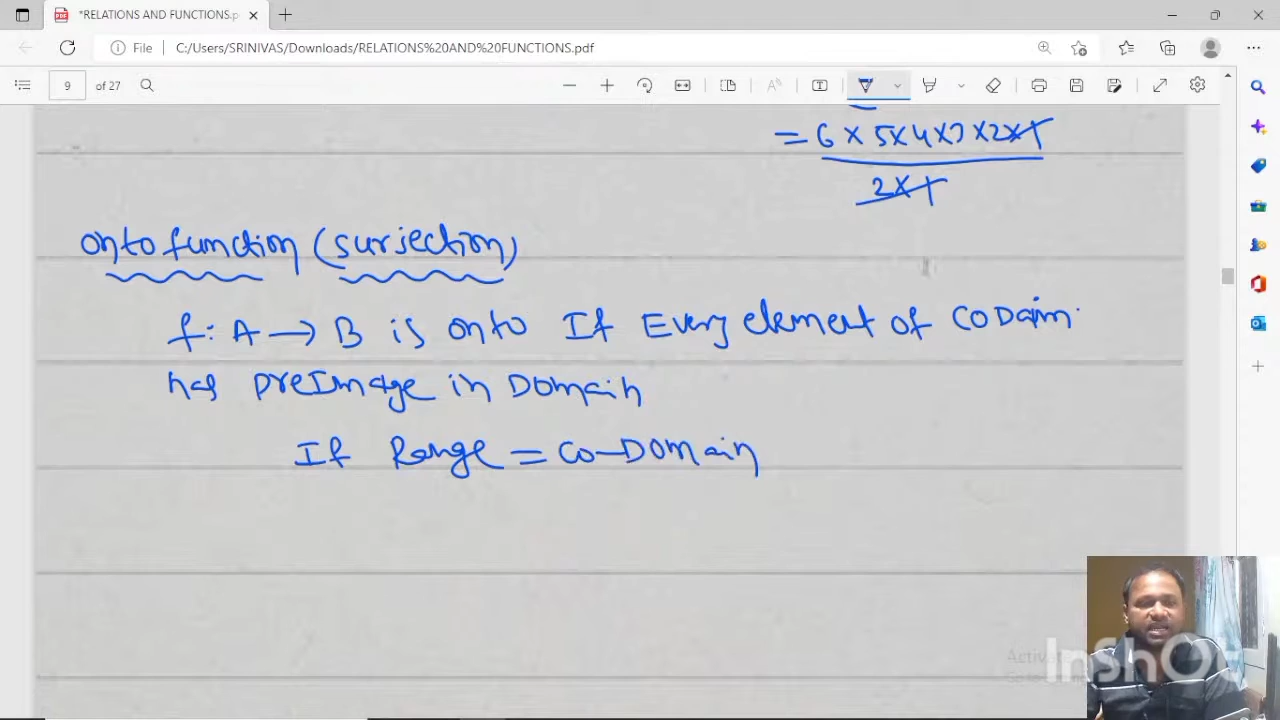 *RELATIONS AND FUNCTIONS.p
File C:/Users/SRINIVAS/Downloads/RELATIONS%20AND%20FUNCTIONS.pdf
9 of 27
= 6 × 5 × 4 × 3 × 2 × 1
2 × 1
onto function (surjection)
f: A → B is onto If Every element of CoDomain.
has preImage in Domain
If Range = Co-Domain
Activate
InShOt